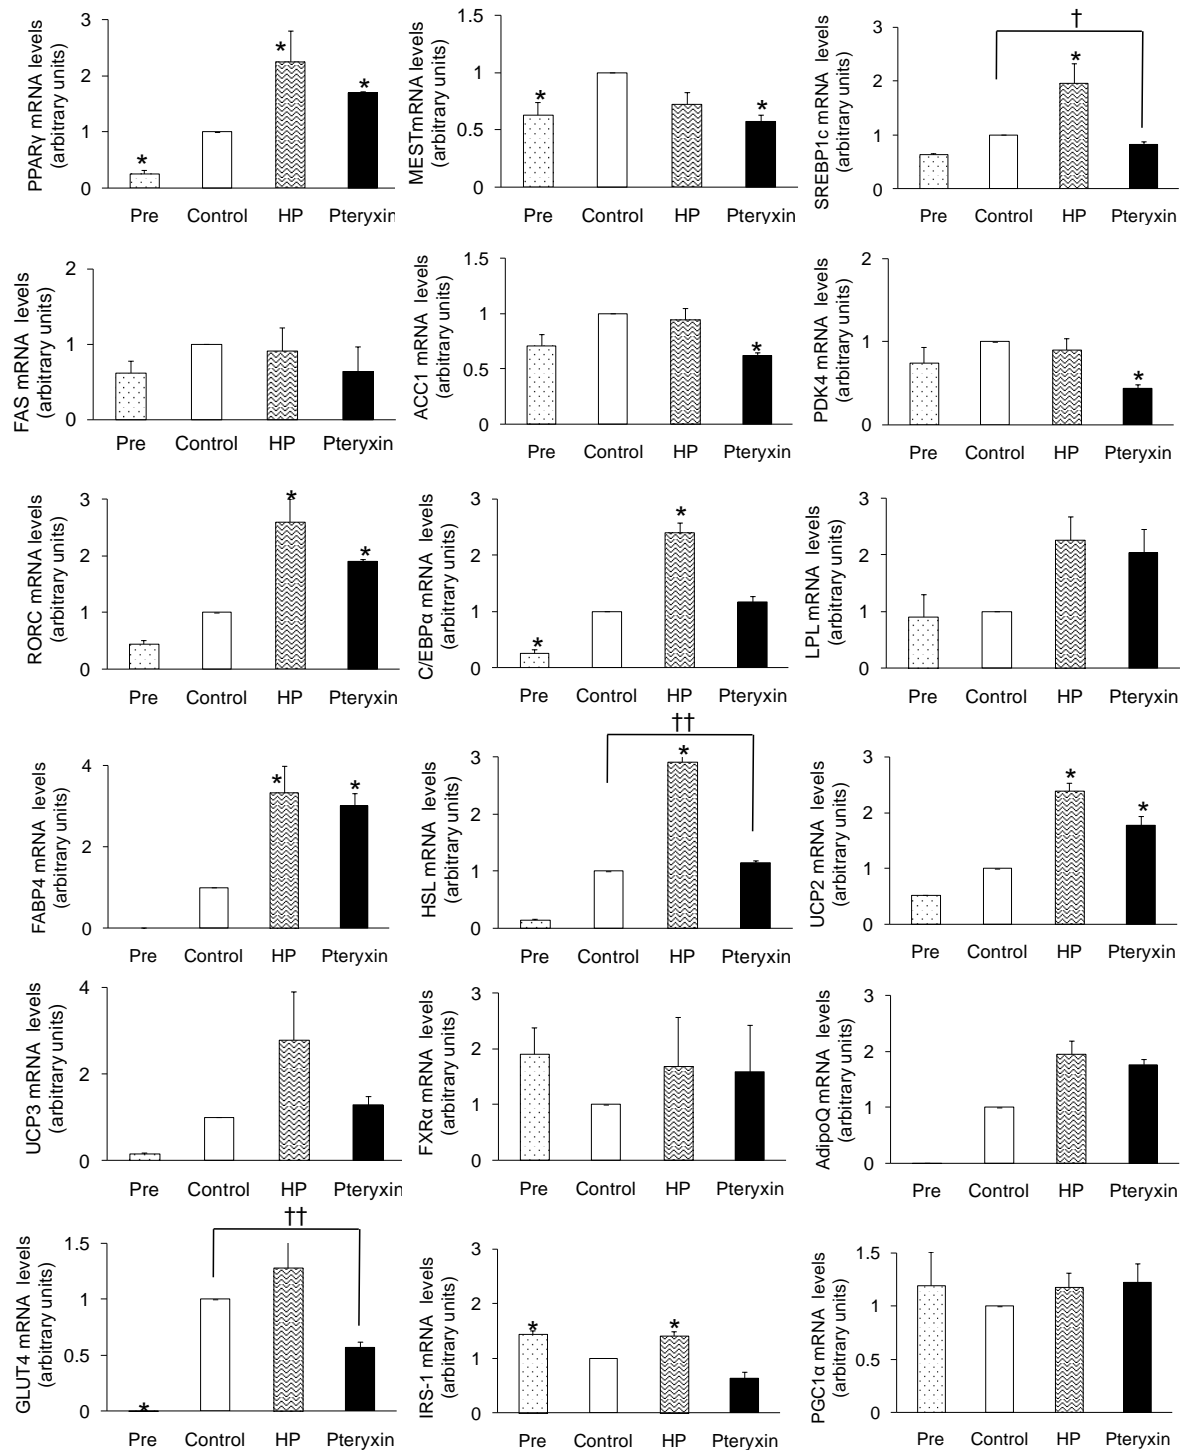 PPARγ mRNA levels
(arbitrary units)
3
2
1
0
*
*
*
Pre Control HP Pteryxin
MESTmRNA levels
(arbitrary units)
1.5
1
0.5
0
*
*
Pre Control HP Pteryxin
SREBP1c mRNA levels
(arbitrary units)
3
2
1
0
†
*
Pre Control HP Pteryxin
FAS mRNA levels
(arbitrary units)
2
1
0
Pre Control HP Pteryxin
ACC1 mRNA levels
(arbitrary units)
1.5
1
0.5
0
*
Pre Control HP Pteryxin
PDK4 mRNA levels
(arbitrary units)
2
1
0
*
Pre Control HP Pteryxin
RORC mRNA levels
(arbitrary units)
3
2
1
0
*
*
Pre Control HP Pteryxin
C/EBPα mRNA levels
(arbitrary units)
3
2
1
0
*
*
Pre Control HP Pteryxin
LPL mRNA levels
(arbitrary units)
3
2
1
0
Pre Control HP Pteryxin
FABP4 mRNA levels
(arbitrary units)
4
2
0
*
*
Pre Control HP Pteryxin
HSL mRNA levels
(arbitrary units)
3
2
1
0
††
*
Pre Control HP Pteryxin
UCP2 mRNA levels
(arbitrary units)
3
2
1
0
*
*
Pre Control HP Pteryxin
UCP3 mRNA levels
(arbitrary units)
4
2
0
Pre Control HP Pteryxin
FXRα mRNA levels
(arbitrary units)
3
2
1
0
Pre Control HP Pteryxin
AdipoQ mRNA levels
(arbitrary units)
3
2
1
0
Pre Control HP Pteryxin
GLUT4 mRNA levels
(arbitrary units)
1.5
1
0.5
0
††
*
Pre Control HP Pteryxin
IRS-1 mRNA levels
(arbitrary units)
3
2
1
0
*
*
Pre Control HP Pteryxin
PGC1α mRNA levels
(arbitrary units)
1.5
1
0.5
0
Pre Control HP Pteryxin